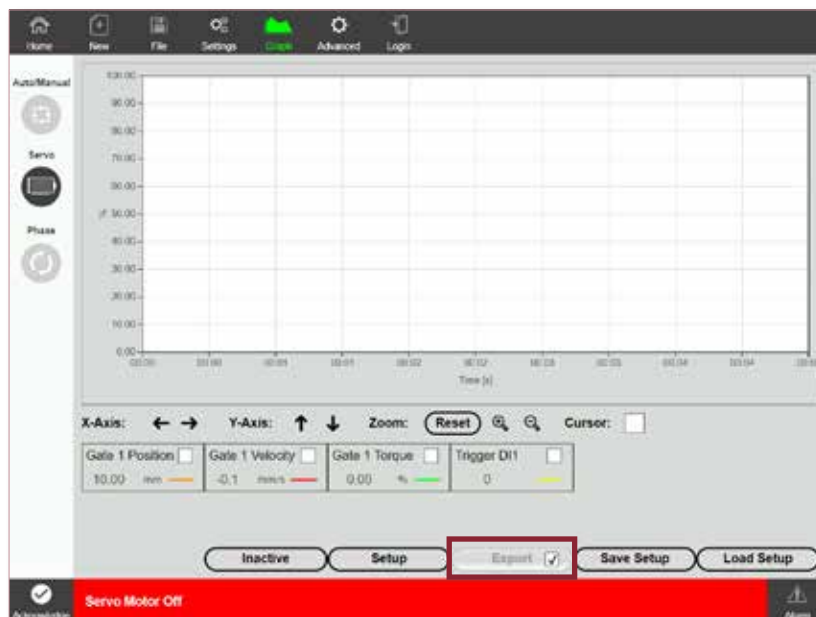 Home New File Settings Graph Advanced Login
Auto/Manual
Servo
Phase
100.00
90.00
80.00
70.00
60.00
50.00
40.00
30.00
20.00
10.00
0.00
Time [s]
X-Axis: ← → Y-Axis: ↑ ↓ Zoom: Reset Cursor:
Gate 1 Position Gate 1 Velocity Gate 1 Torque Trigger DI1
10.00 mm -0.1 mm/s 0.00 % 0
Inactive Setup Export Save Setup Load Setup
Servo Motor Off
Alarm